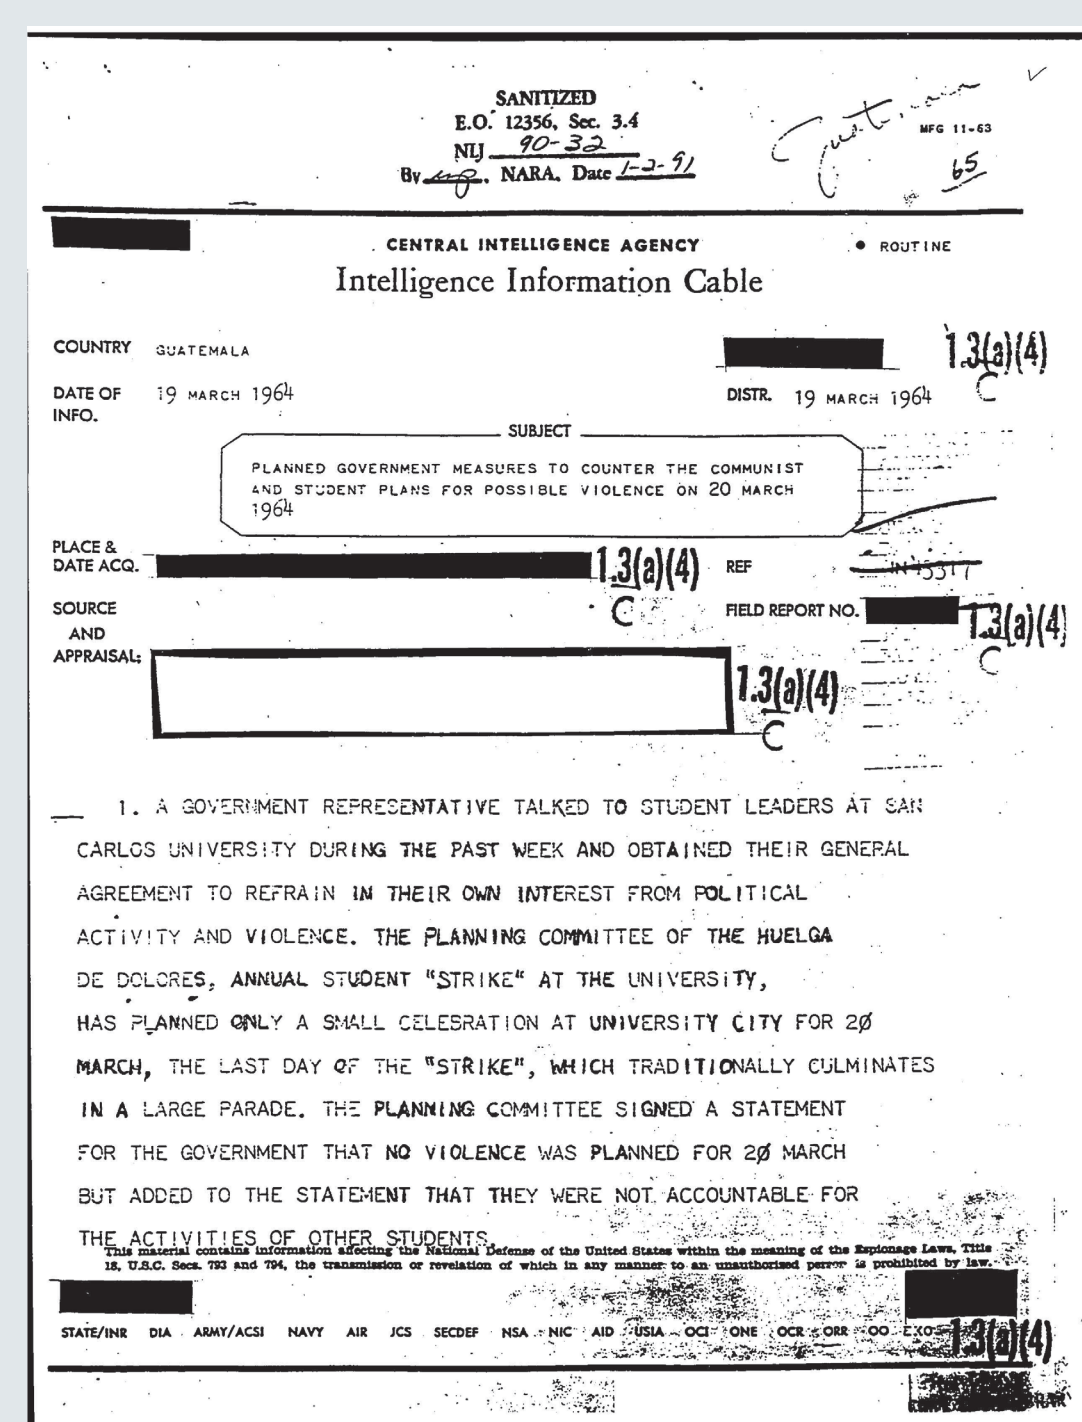 SANITIZED
E.O. 12356, Sec. 3.4
NLJ 90-32
By, NARA, Date 1-2-91
MFG 11-63
65
CENTRAL INTELLIGENCE AGENCY
ROUTINE
Intelligence Information Cable
COUNTRY GUATEMALA
1.3(a)(4)
C
DATE OF INFO. 19 MARCH 1964
DISTR. 19 MARCH 1964
SUBJECT
PLANNED GOVERNMENT MEASURES TO COUNTER THE COMMUNIST
AND STUDENT PLANS FOR POSSIBLE VIOLENCE ON 20 MARCH
1964
PLACE &
DATE ACQ.
1.3(a)(4)
C
REF IN 45317
SOURCE
AND
APPRAISAL:
FIELD REPORT NO.
1.3(a)(4)
C
1.3(a)(4)
C
1. A GOVERNMENT REPRESENTATIVE TALKED TO STUDENT LEADERS AT SAN
CARLOS UNIVERSITY DURING THE PAST WEEK AND OBTAINED THEIR GENERAL
AGREEMENT TO REFRAIN IN THEIR OWN INTEREST FROM POLITICAL
ACTIVITY AND VIOLENCE. THE PLANNING COMMITTEE OF THE HUELGA
DE DOLORES, ANNUAL STUDENT "STRIKE" AT THE UNIVERSITY,
HAS PLANNED ONLY A SMALL CELEBRATION AT UNIVERSITY CITY FOR 20
MARCH, THE LAST DAY OF THE "STRIKE", WHICH TRADITIONALLY CULMINATES
IN A LARGE PARADE. THE PLANNING COMMITTEE SIGNED A STATEMENT
FOR THE GOVERNMENT THAT NO VIOLENCE WAS PLANNED FOR 20 MARCH
BUT ADDED TO THE STATEMENT THAT THEY WERE NOT ACCOUNTABLE FOR
THE ACTIVITIES OF OTHER STUDENTS.
This material contains information affecting the National Defense of the United States within the meaning of the Espionage Laws, Title
18, U.S.C. Secs. 793 and 794, the transmission or revelation of which in any manner to an unauthorized person is prohibited by law.
STATE/INR DIA ARMY/ACSI NAVY AIR JCS SECDEF NSA NIC AID USIA OCI ONE OCR ORR OO EXO
1.3(a)(4)